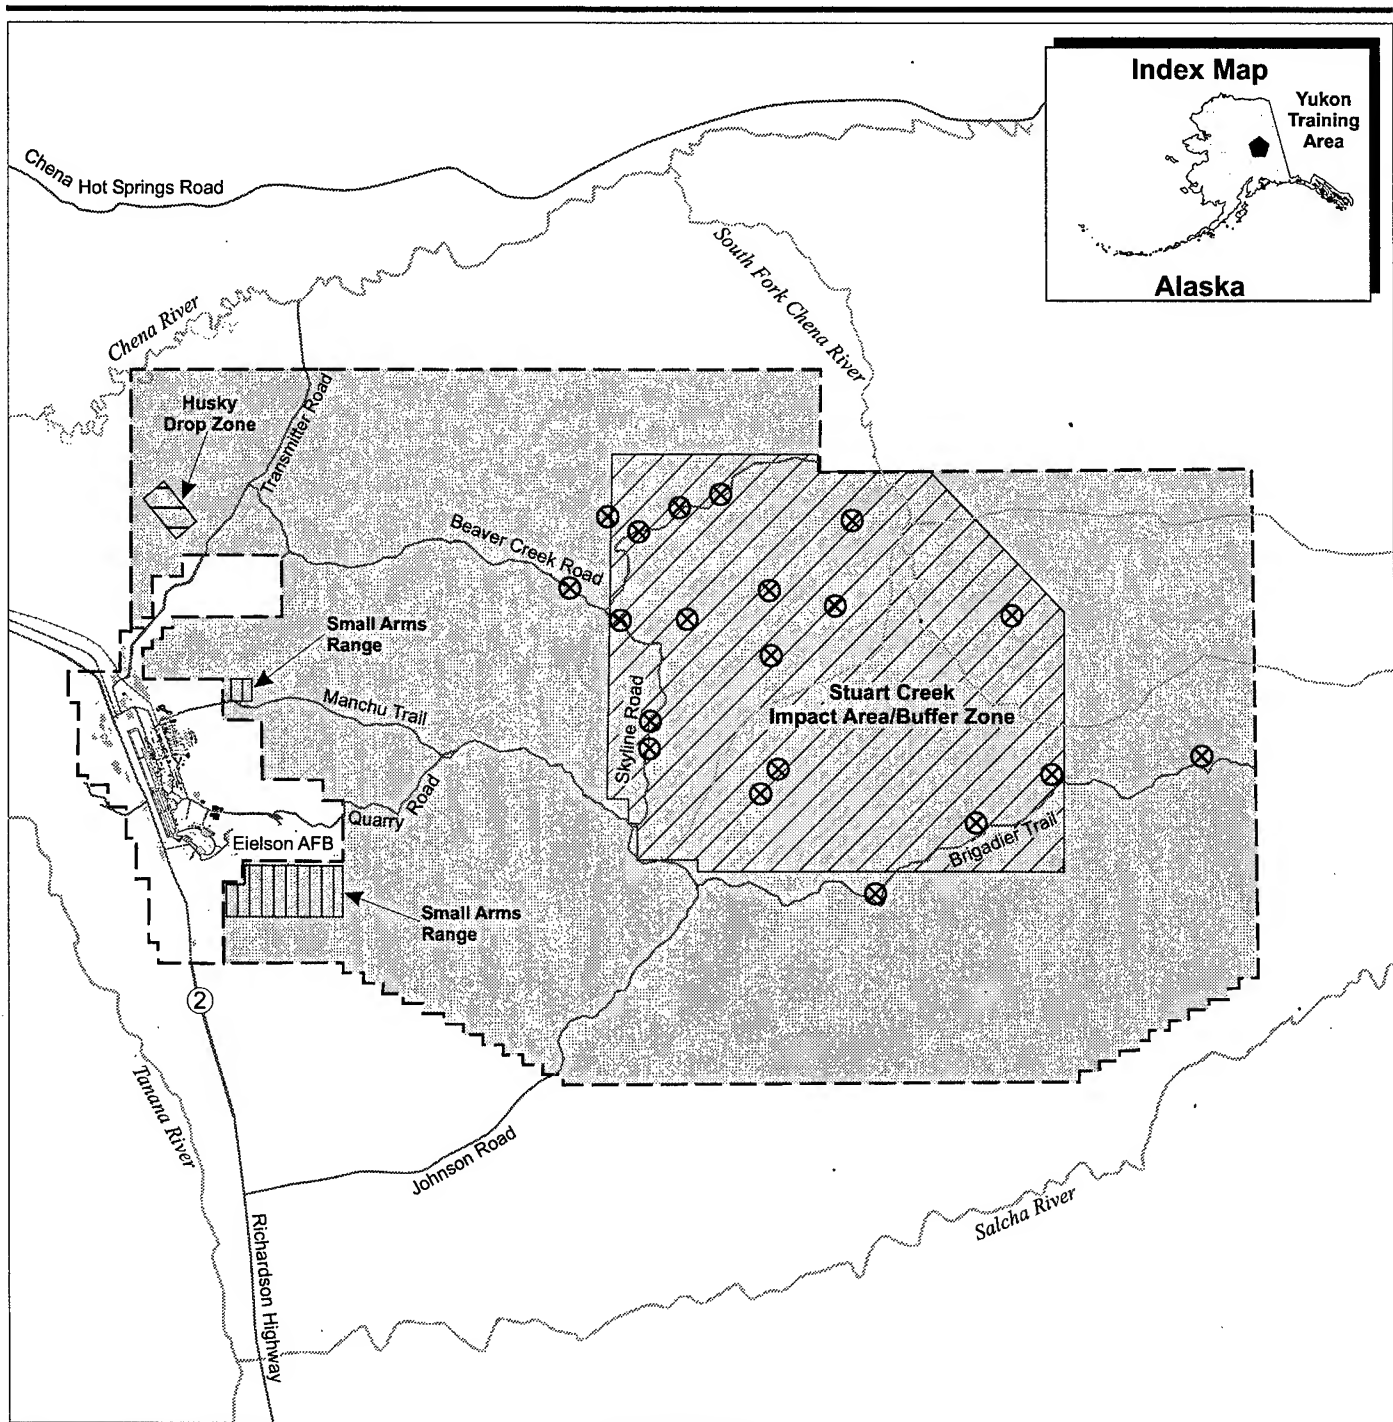 Index Map
Yukon
Training
Area
Alaska
Chena Hot Springs Road
South Fork Chena River
Chena River
Husky
Drop Zone
Transmitter Road
Beaver Creek Road
Small Arms
Range
Manchu Trail
Skyline Road
Stuart Creek
Impact Area/Buffer Zone
Quarry Road
Eielson AFB
Brigadier Trail
Small Arms
Range
2
Tanana River
Johnson Road
Salcha River
Richardson Highway